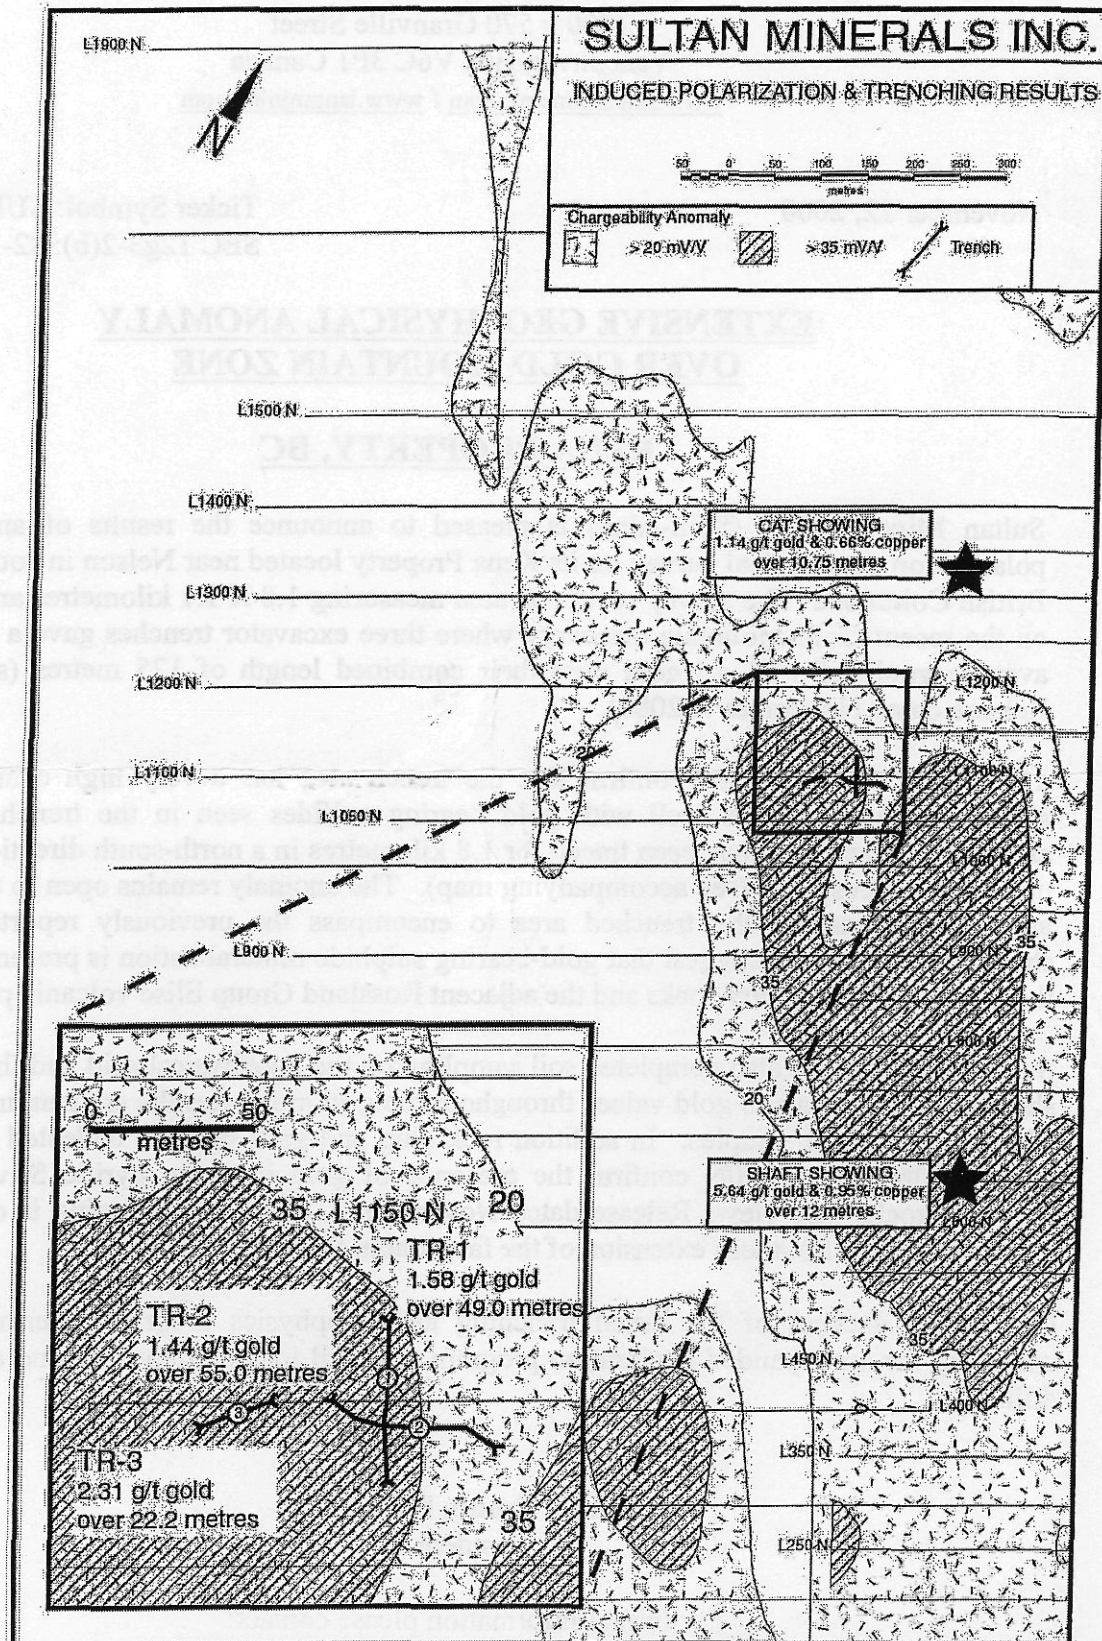 SULTAN MINERALS INC.
INDUCED POLARIZATION & TRENCHING RESULTS
50 0 50 100 150 200 250 300
metres
Chargeability Anomaly
> 20 mV/V > 35 mV/V Trench
N
L1900 N
L1500 N
L1400 N
CAT SHOWING
1.14 g/t gold & 0.66% copper
over 10.75 metres
L1300 N
L1200 N L1200 N
20
L1100 N L1100 N
L1050 N
L1000 N
L900 N L900 N
35
35
L800 N
20
SHAFT SHOWING
5.64 g/t gold & 0.95% copper
over 12 metres
35
L450 N
L400 N
L350 N
L250 N
0 50
metres
35 L1150 N 20
TR-1
1.58 g/t gold
over 49.0 metres
TR-2
1.44 g/t gold
over 55.0 metres
1
3 2
TR-3
2.31 g/t gold
over 22.2 metres
35